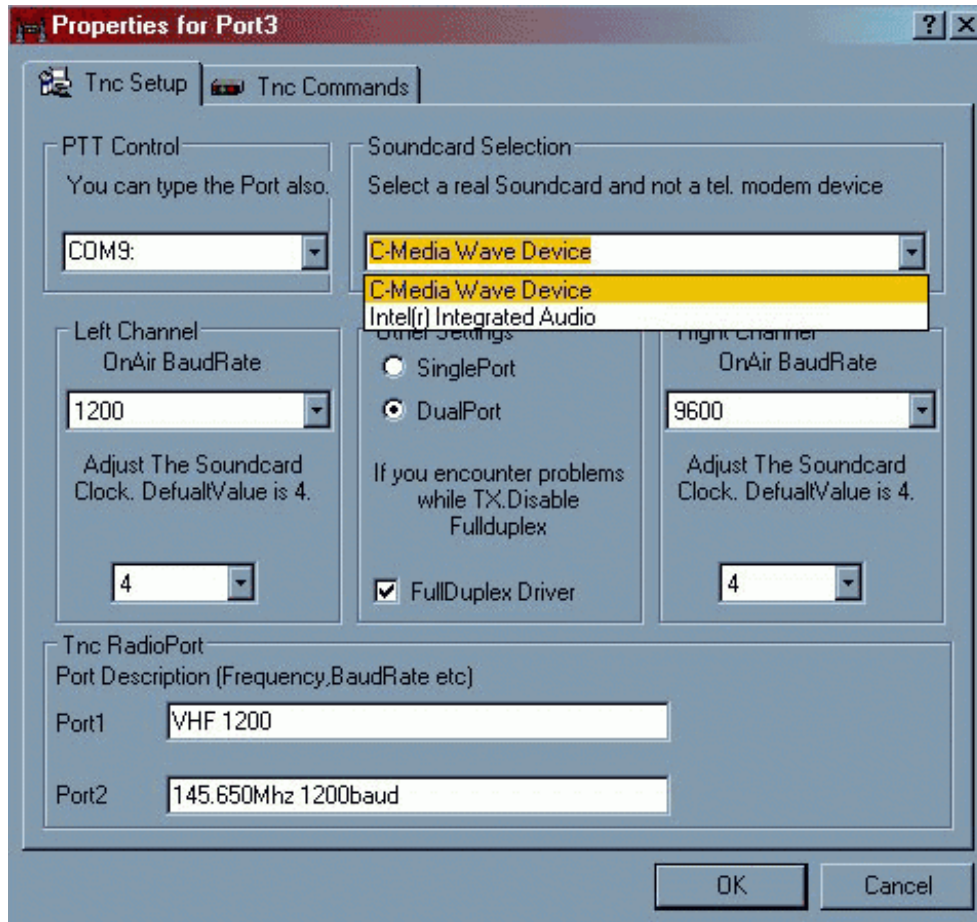 Properties for Port3
Tnc Setup
Tnc Commands
PTT Control
You can type the Port also.
COM9:
Soundcard Selection
Select a real Soundcard and not a tel. modem device
C-Media Wave Device
C-Media Wave Device
Intel(r) Integrated Audio
Left Channel
OnAir BaudRate
1200
Adjust The Soundcard
Clock. DefualtValue is 4.
4
Other Settings
SinglePort
DualPort
If you encounter problems
while TX.Disable
Fullduplex
FullDuplex Driver
Right Channel
OnAir BaudRate
9600
Adjust The Soundcard
Clock. DefualtValue is 4.
4
Tnc RadioPort
Port Description (Frequency,BaudRate etc)
Port1
VHF 1200
Port2
145.650Mhz 1200baud
OK
Cancel